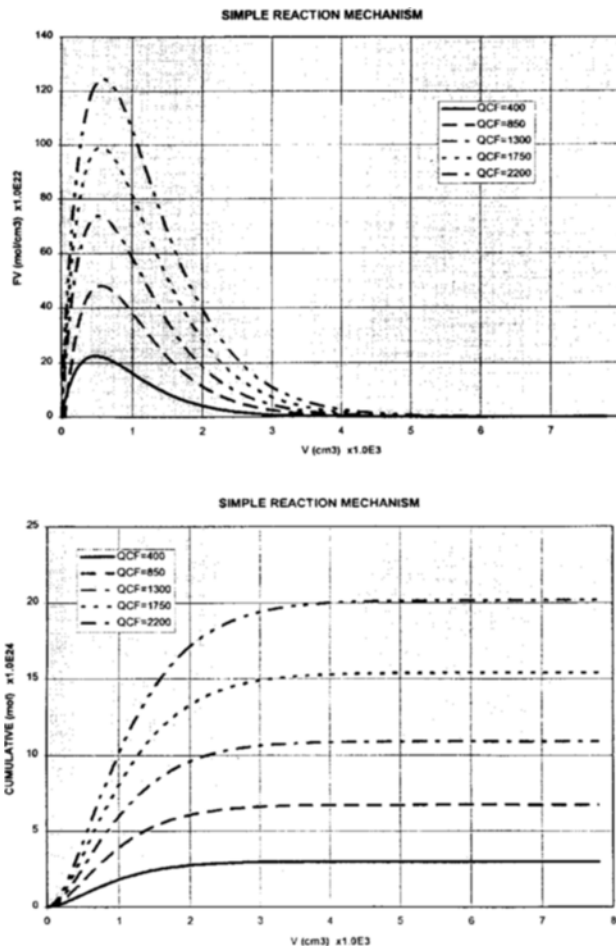 SIMPLE REACTION MECHANISM
140
120
100
80
60
40
20
0
FV (mol/cm3) x1.0E22
QCF=400
QCF=850
QCF=1300
QCF=1750
QCF=2200
0 1 2 3 4 5 6 7
V (cm3) x1.0E3
SIMPLE REACTION MECHANISM
25
20
15
10
5
0
CUMULATIVE (mol) x1.0E24
QCF=400
QCF=850
QCF=1300
QCF=1750
QCF=2200
0 1 2 3 4 5 6 7 8
V (cm3) x1.0E3